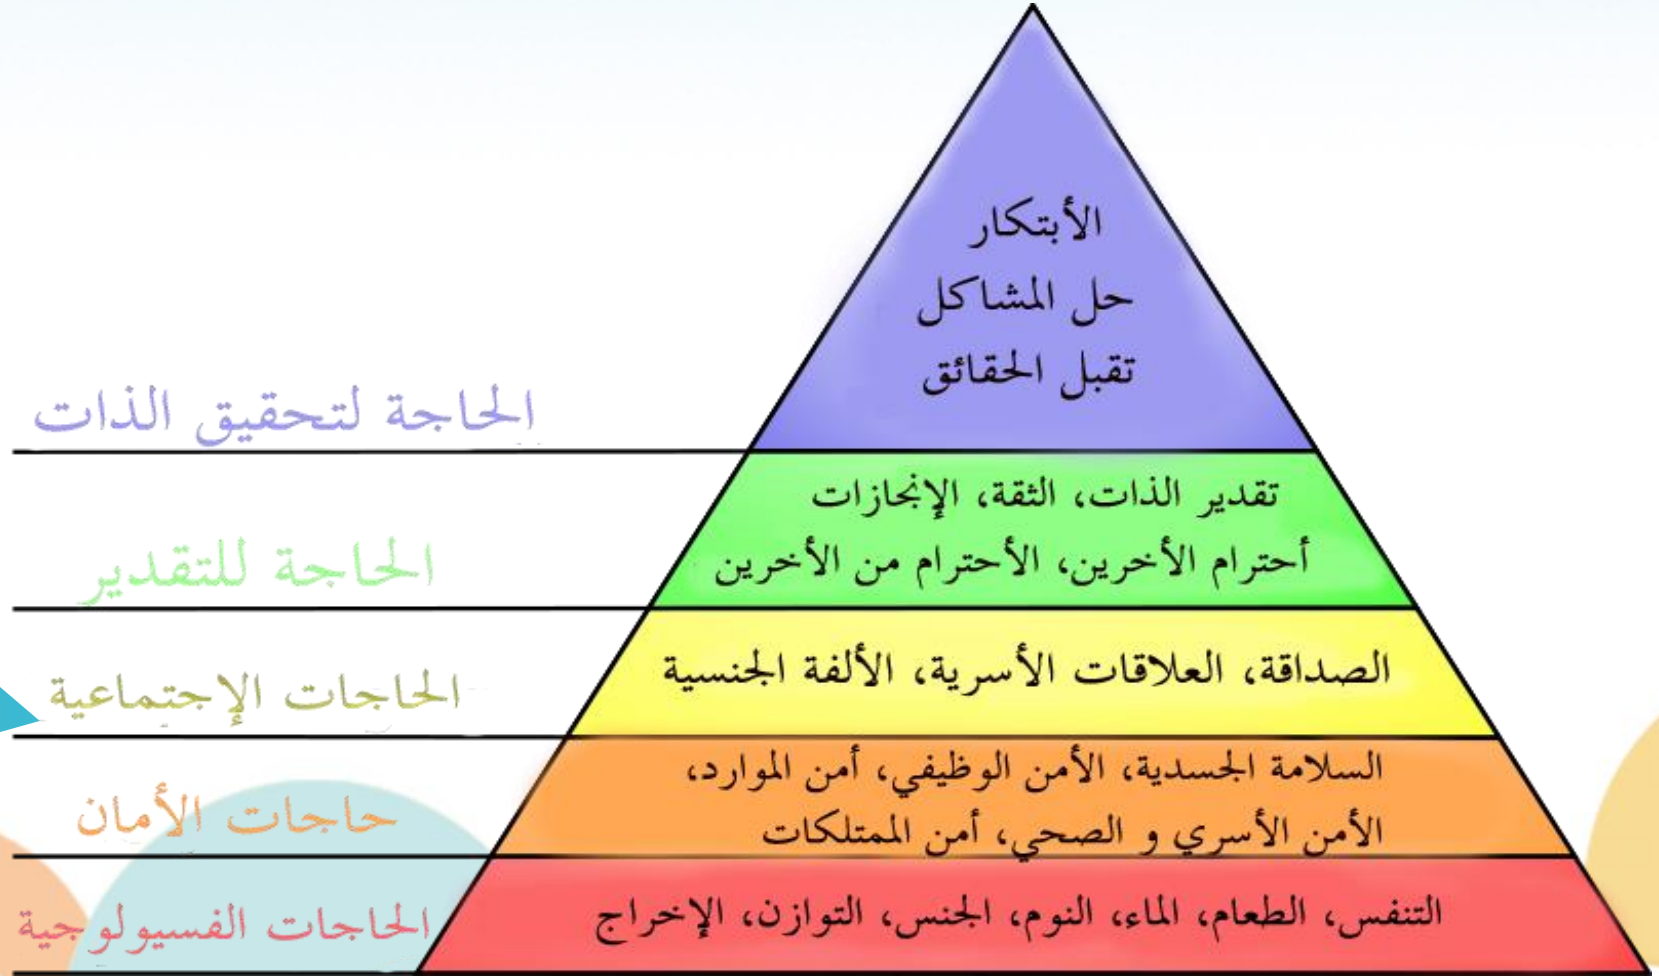 الأبتكار
حل المشاكل
تقبل الحقائق
الحاجة لتحقيق الذات
تقدير الذات، الثقة، الإنجازات
أحترام الأخرين، الأحترام من الأخرين
الحاجة للتقدير
الصداقة، العلاقات الأسرية، الألفة الجنسية
الحاجات الإجتماعية
السلامة الجسدية، الأمن الوظيفي، أمن الموارد،
الأمن الأسري و الصحي، أمن الممتلكات
حاجات الأمان
التنفس، الطعام، الماء، النوم، الجنس، التوازن، الإخراج
الحاجات الفسيولوجية